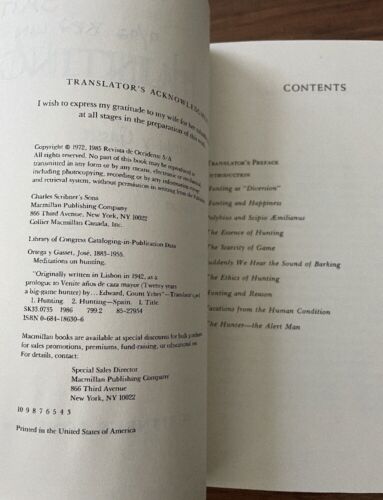 TRANSLATOR'S
I wish to express my gratitude to my wife for her
at all stages in the preparation of this work.
Copyright © 1972, 1985 Revista de Occidente S·A
All rights reserved. No part of this book may be reproduced or
transmitted in any form or by any means, electronic or mechanical,
including photocopying, recording or by any information storage
and retrieval system, without permission in writing from the
Charles Scribner's Sons
Macmillan Publishing Company
866 Third Avenue, New York, NY 10022
Collier Macmillan Canada, Inc.
Library of Congress Cataloging-in-Publication Data
Ortega y Gasset, José, 1883-1955.
Meditations on hunting.
"Originally written in Lisbon in 1942, as a
prologue to Veinte años de caza mayor (Twenty years
a big-game hunter) by...Edward, Count Yebes"—
1. Hunting 2. Hunting—Spain. I. Title
SK33.0735 1986 799.2 85-27954
ISBN 0-684-18630-6
Macmillan books are available at special discounts for bulk purchases
for sales promotions, premiums, fund-raising, or educational use.
For details, contact:
Special Sales Director
Macmillan Publishing Company
866 Third Avenue
New York, NY 10022
10 9 8 7 6 5 4 3
Printed in the United States of America
CONTENTS
Translator's Preface
Introduction
Hunting as "Diversion"
Hunting and Happiness
Polybius and Scipio Æmilianus
The Essence of Hunting
The Scarcity of Game
Suddenly We Hear the Sound of Barking
The Ethics of Hunting
Hunting and Reason
Vacations from the Human Condition
The Hunter—the Alert Man